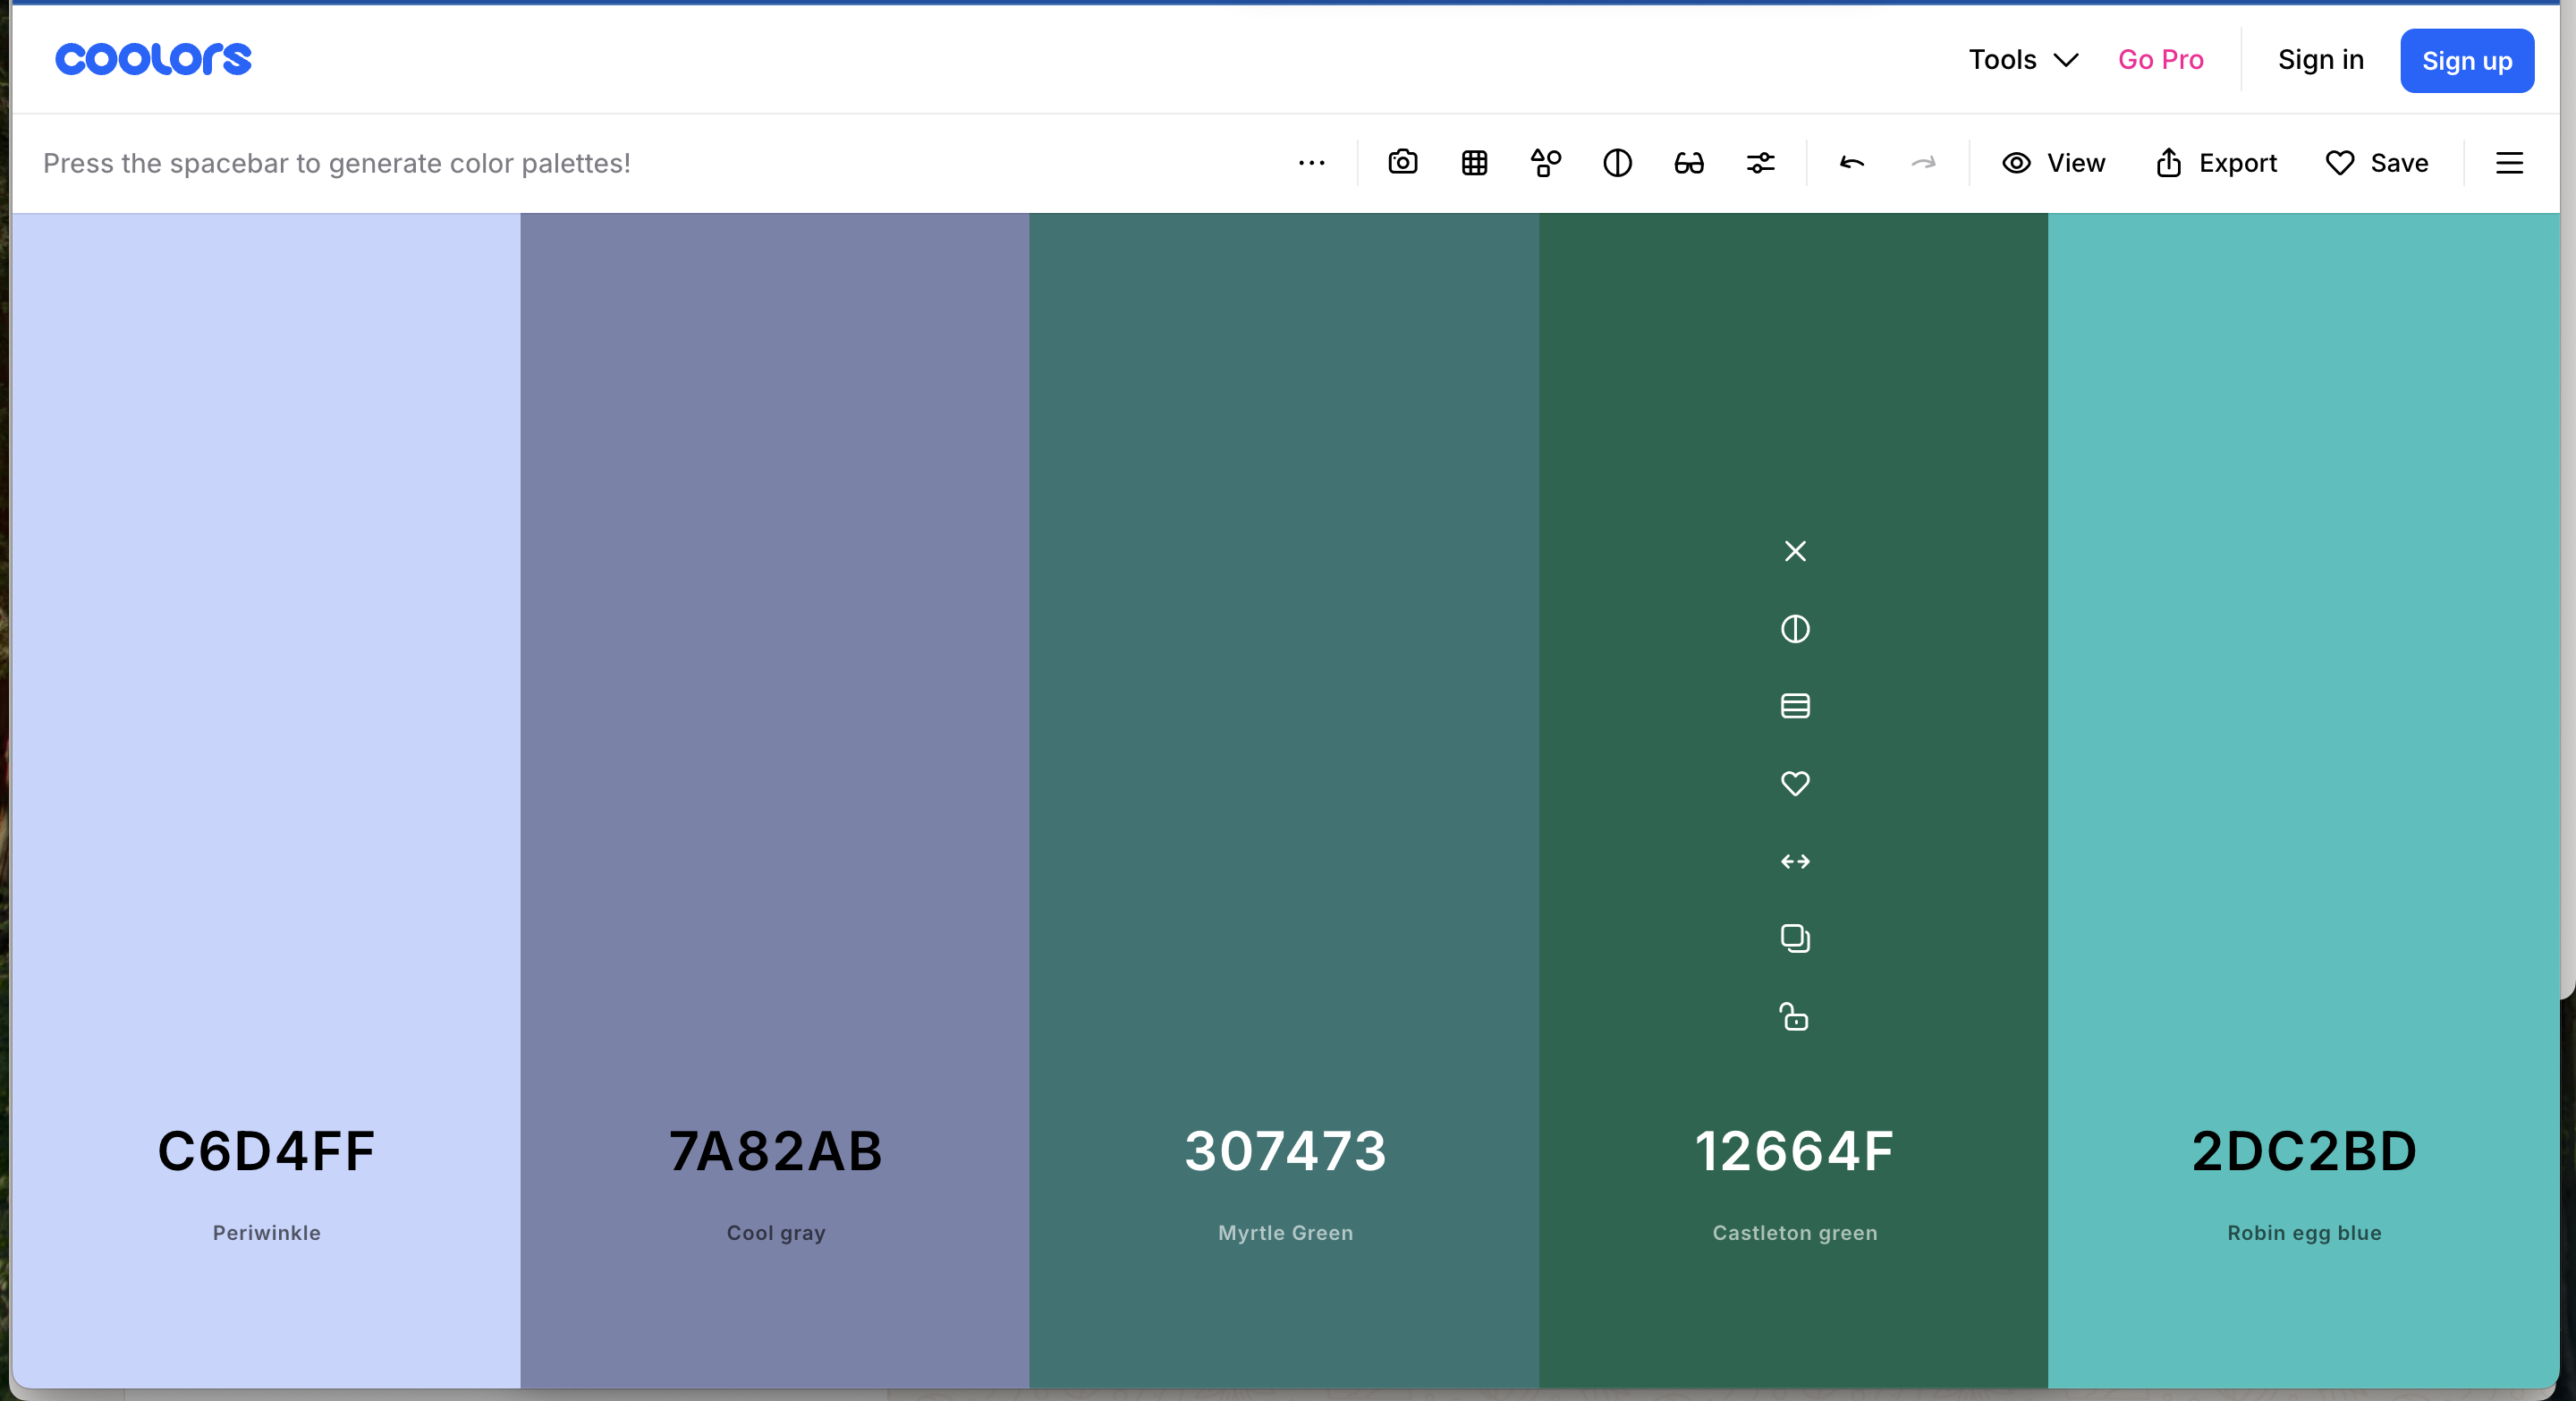 coolors
Tools Go Pro Sign in Sign up
Press the spacebar to generate color palettes!
View Export Save
C6D4FF
Periwinkle
7A82AB
Cool gray
307473
Myrtle Green
12664F
Castleton green
2DC2BD
Robin egg blue